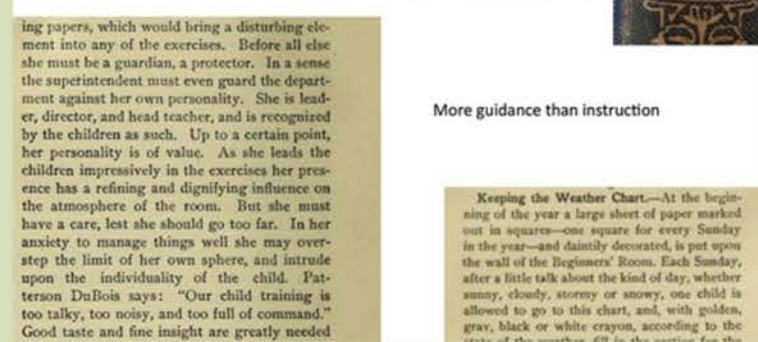 ing papers, which would bring a disturbing ele-
ment into any of the exercises. Before all else
she must be a guardian, a protector. In a sense
the superintendent must even guard the depart-
ment against her own personality. She is lead-
er, director, and head teacher, and is recognized
by the children as such. Up to a certain point,
her personality is of value. As she leads the
children impressively in the exercises her pres-
ence has a refining and dignifying influence on
the atmosphere of the room. But she must
have a care, lest she should go too far. In her
anxiety to manage things well she may over-
step the limit of her own sphere, and intrude
upon the individuality of the child. Pat-
terson DuBois says: "Our child training is
too talky, too noisy, and too full of command."
Good taste and fine insight are greatly needed
More guidance than instruction
Keeping the Weather Chart.—At the begin-
ning of the year a large sheet of paper marked
out in squares—one square for every Sunday
in the year—and daintily decorated, is put upon
the wall of the Beginners' Room. Each Sunday,
after a little talk about the kind of day, whether
sunny, cloudy, stormy or snowy, one child is
allowed to go to this chart, and, with golden,
gray, black or white crayon, according to the
state of the weather, fill in the section for the